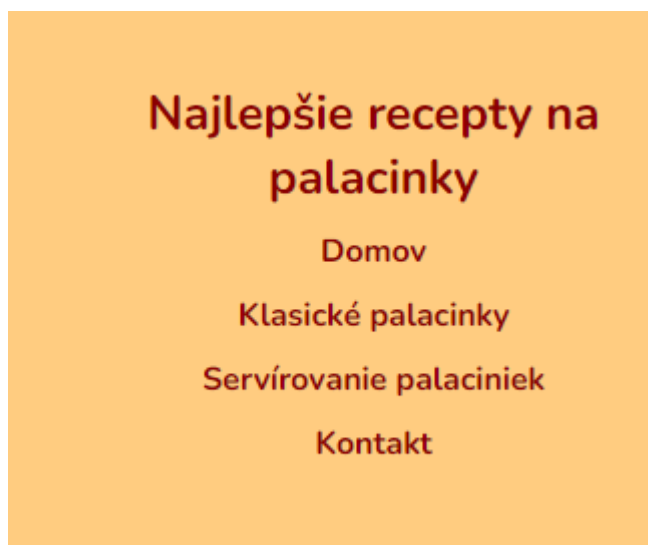 Najlepšie recepty na
palacinky
Domov
Klasické palacinky
Servírovanie palaciniek
Kontakt